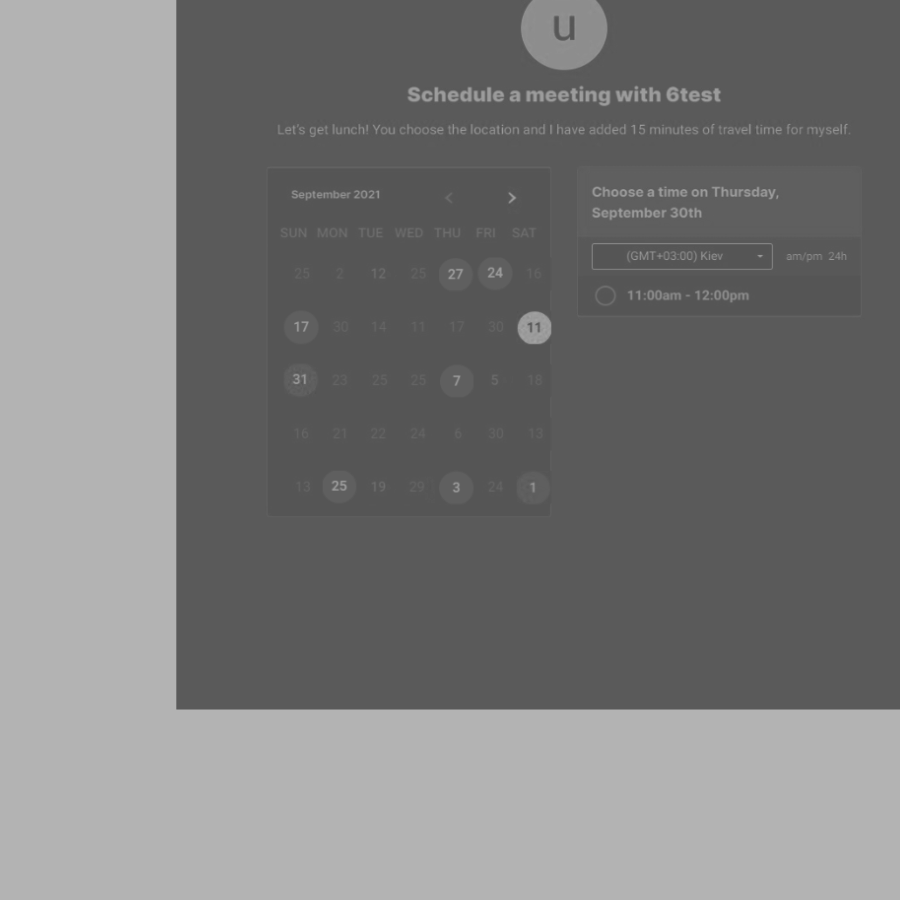 u
Schedule a meeting with 6test
Let's get lunch! You choose the location and I have added 15 minutes of travel time for myself.
September 2021
SUN MON TUE WED THU FRI SAT
25 2 12 25 27 24 16
17 30 14 11 17 30 11
31 23 25 25 7 5 18
16 21 22 24 6 30 13
13 25 19 29 3 24 1
Choose a time on Thursday,
September 30th
(GMT+03:00) Kiev am/pm 24h
11:00am - 12:00pm